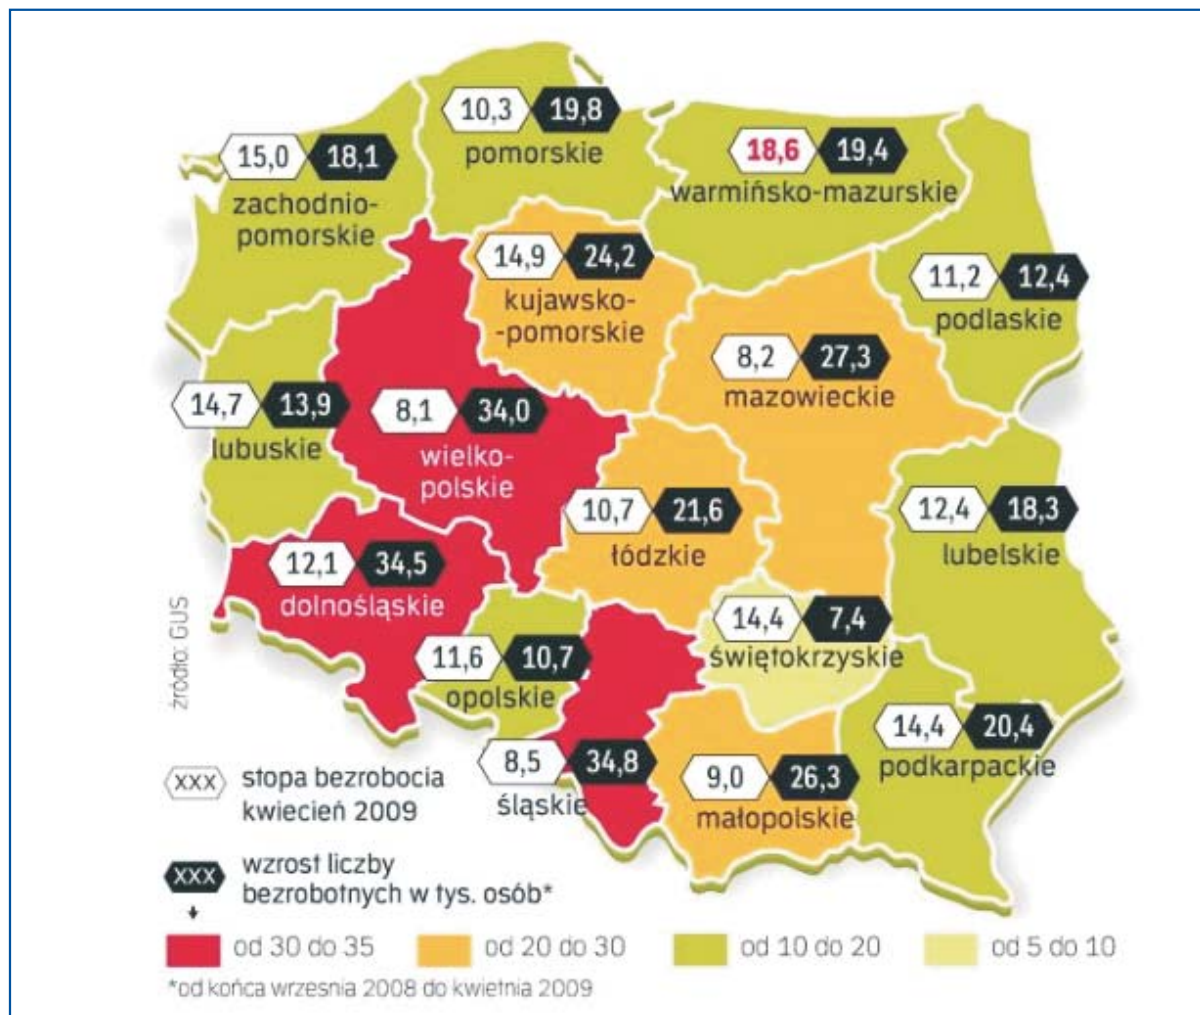 10,3 19,8
pomorskie
15,0 18,1
zachodnio-
pomorskie
18,6 19,4
warmińsko-mazurskie
14,9 24,2
kujawsko-
-pomorskie
11,2 12,4
podlaskie
8,2 27,3
mazowieckie
14,7 13,9
lubuskie
8,1 34,0
wielko-
polskie
10,7 21,6
łódzkie
12,4 18,3
lubelskie
12,1 34,5
dolnośląskie
14,4 7,4
świętokrzyskie
11,6 10,7
opolskie
14,4 20,4
podkarpackie
8,5 34,8
śląskie
9,0 26,3
małopolskie
źródło: GUS
XXX stopa bezrobocia
kwiecień 2009
XXX wzrost liczby
bezrobotnych w tys. osób*
od 30 do 35 od 20 do 30 od 10 do 20 od 5 do 10
*od końca wrzesnia 2008 do kwietnia 2009